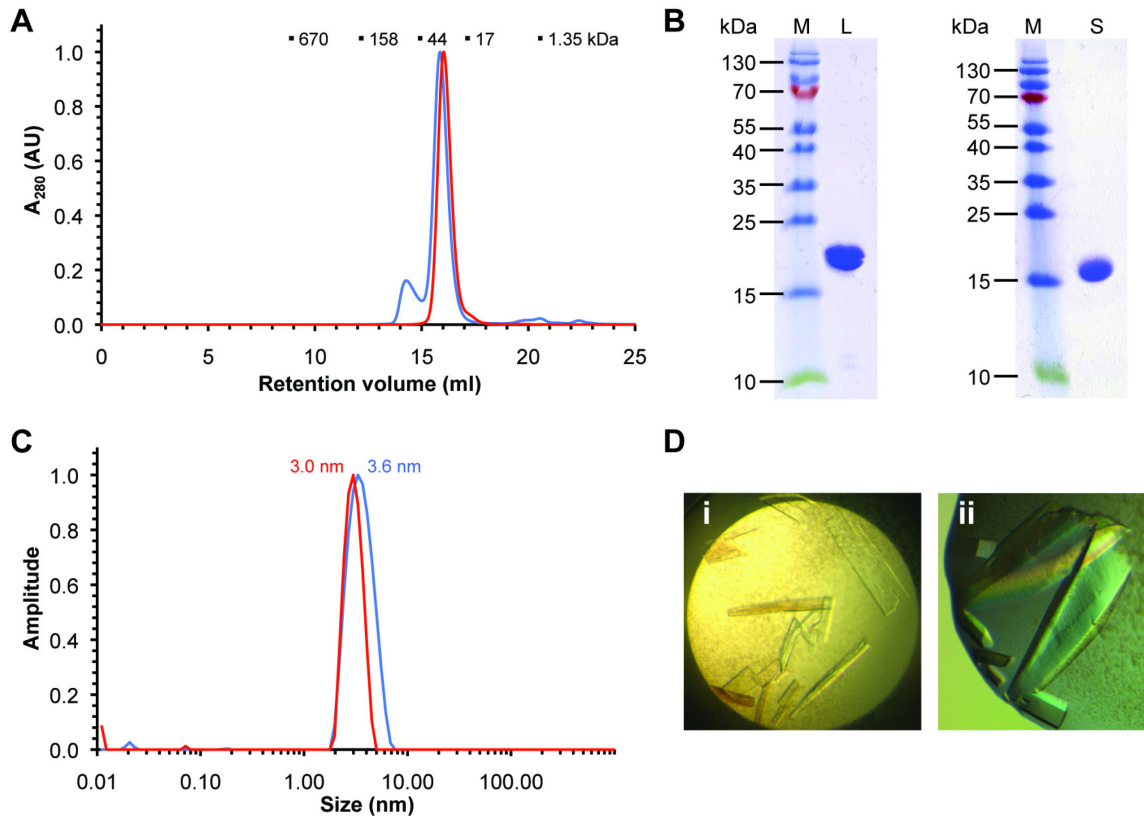 A
670 158 44 17 1.35 kDa
1.0
0.8
0.6
0.4
0.2
0.0
A280 (AU)
0 5 10 15 20 25
Retention volume (ml)
B
kDa M L
130
70
55
40
35
25
15
10
kDa M S
130
70
55
40
35
25
15
10
C
3.0 nm 3.6 nm
1.0
0.8
0.6
0.4
0.2
0.0
Amplitude
0.01 0.10 1.00 10.00 100.00
Size (nm)
D
i
ii